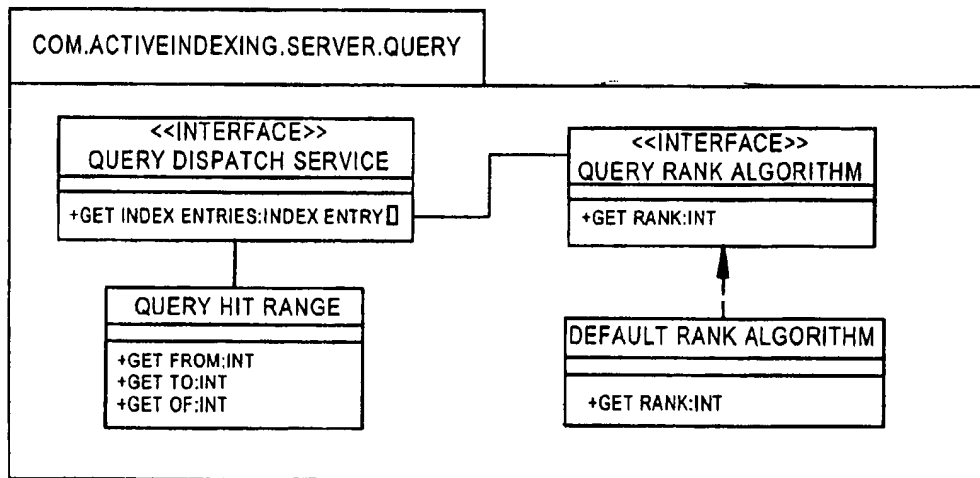 COM.ACTIVEINDEXING.SERVER.QUERY
<<INTERFACE>>
QUERY DISPATCH SERVICE
+GET INDEX ENTRIES:INDEX ENTRY[]
<<INTERFACE>>
QUERY RANK ALGORITHM
+GET RANK:INT
QUERY HIT RANGE
+GET FROM:INT
+GET TO:INT
+GET OF:INT
DEFAULT RANK ALGORITHM
+GET RANK:INT